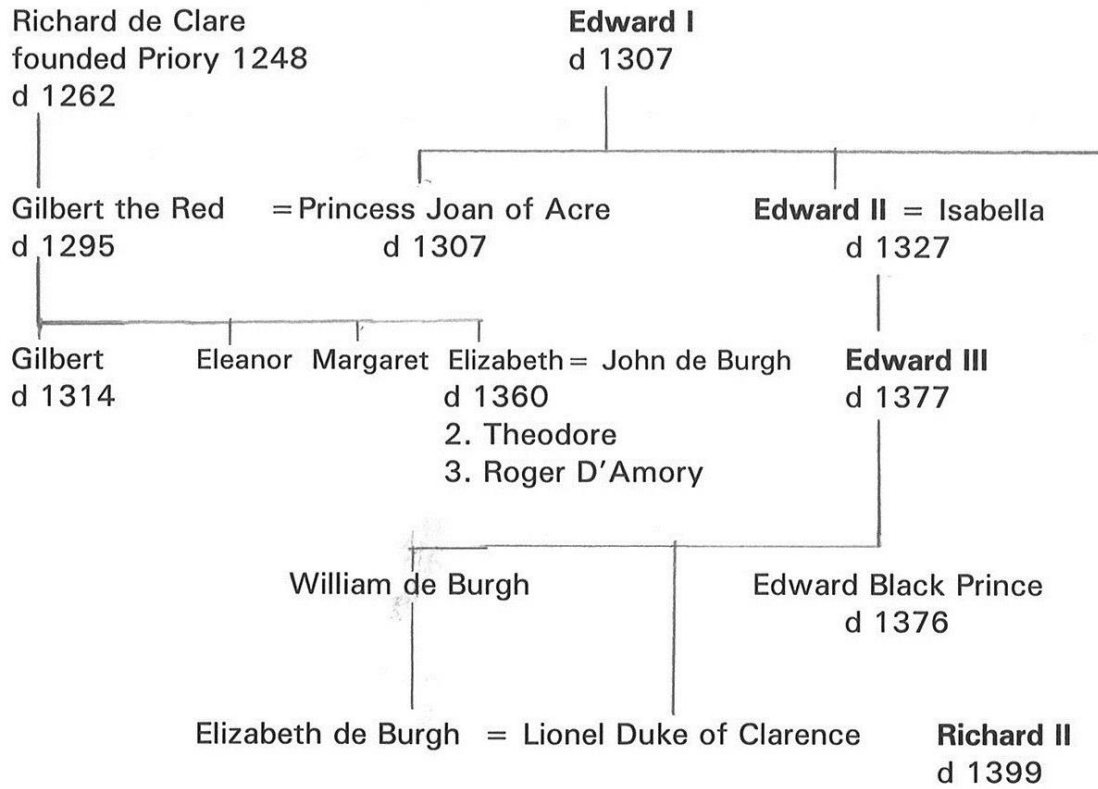 Richard de Clare Edward I
founded Priory 1248 d 1307
d 1262
Gilbert the Red = Princess Joan of Acre Edward II = Isabella
d 1295 d 1307 d 1327
Gilbert Eleanor Margaret Elizabeth = John de Burgh Edward III
d 1314 d 1360 d 1377
2. Theodore
3. Roger D'Amory
William de Burgh Edward Black Prince
d 1376
Elizabeth de Burgh = Lionel Duke of Clarence Richard II
d 1399